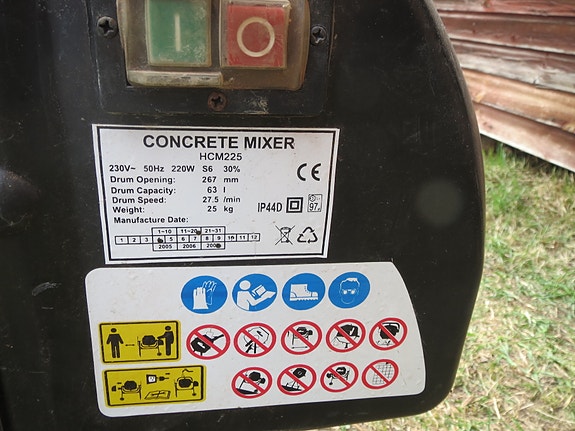 I O
CONCRETE MIXER
HCM225
230V~ 50Hz 220W S6 30%
Drum Opening: 267 mm
Drum Capacity: 63 l
Drum Speed: 27.5 /min
Weight: 25 kg
Manufacture Date:
CE
IP44D
97
1~10 11~20 21~31
1 2 3 5 6 7 8 9 10 11 12
2005 2006